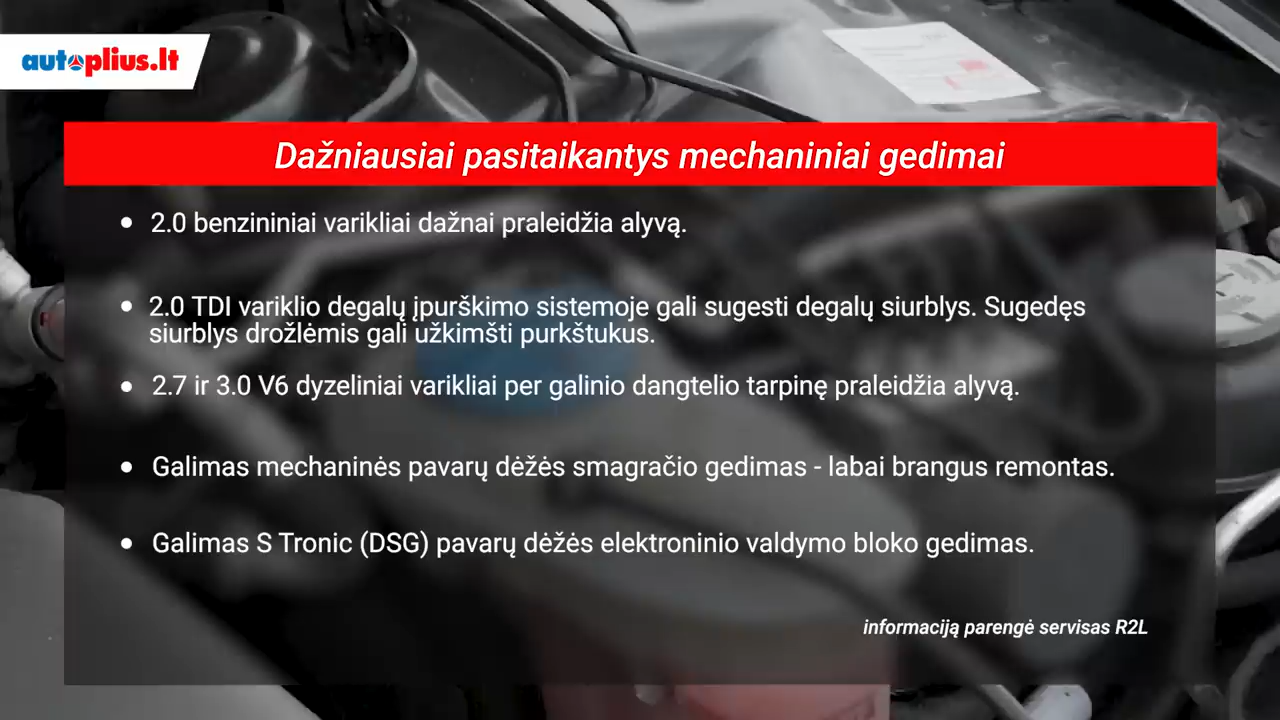 autoplius.lt
Dažniausiai pasitaikantys mechaniniai gedimai
• 2.0 benzininiai varikliai dažnai praleidžia alyvą.
• 2.0 TDI variklio degalų įpurškimo sistemoje gali sugesti degalų siurblys. Sugedęs
siurblys drožlėmis gali užkimšti purkštukus.
• 2.7 ir 3.0 V6 dyzeliniai varikliai per galinio dangtelio tarpinę praleidžia alyvą.
• Galimas mechaninės pavarų dėžės smagračio gedimas - labai brangus remontas.
• Galimas S Tronic (DSG) pavarų dėžės elektroninio valdymo bloko gedimas.
informaciją parengė servisas R2L